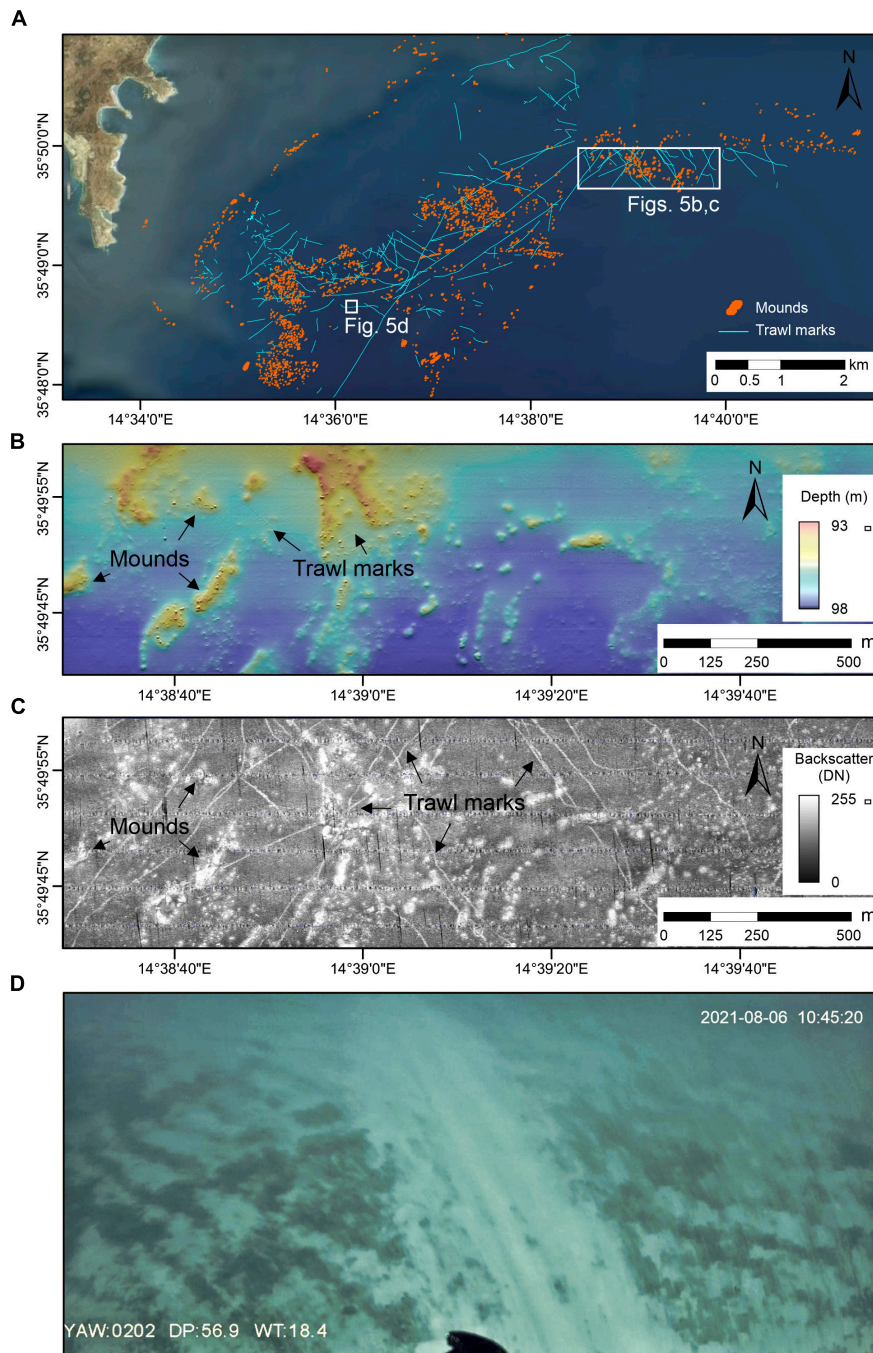 A
N
35°50'0"N
35°49'0"N
35°48'0"N
Figs. 5b,c
Fig. 5d
Mounds
Trawl marks
km
0 0.5 1 2
14°34'0"E 14°36'0"E 14°38'0"E 14°40'0"E
B
N
35°49'55"N
35°49'45"N
Mounds
Trawl marks
Depth (m)
93
98
m
0 125 250 500
14°38'40"E 14°39'0"E 14°39'20"E 14°39'40"E
C
N
35°49'55"N
35°49'45"N
Mounds
Trawl marks
Backscatter
(DN)
255
0
m
0 125 250 500
14°38'40"E 14°39'0"E 14°39'20"E 14°39'40"E
D
2021-08-06 10:45:20
YAW:0202 DP:56.9 WT:18.4